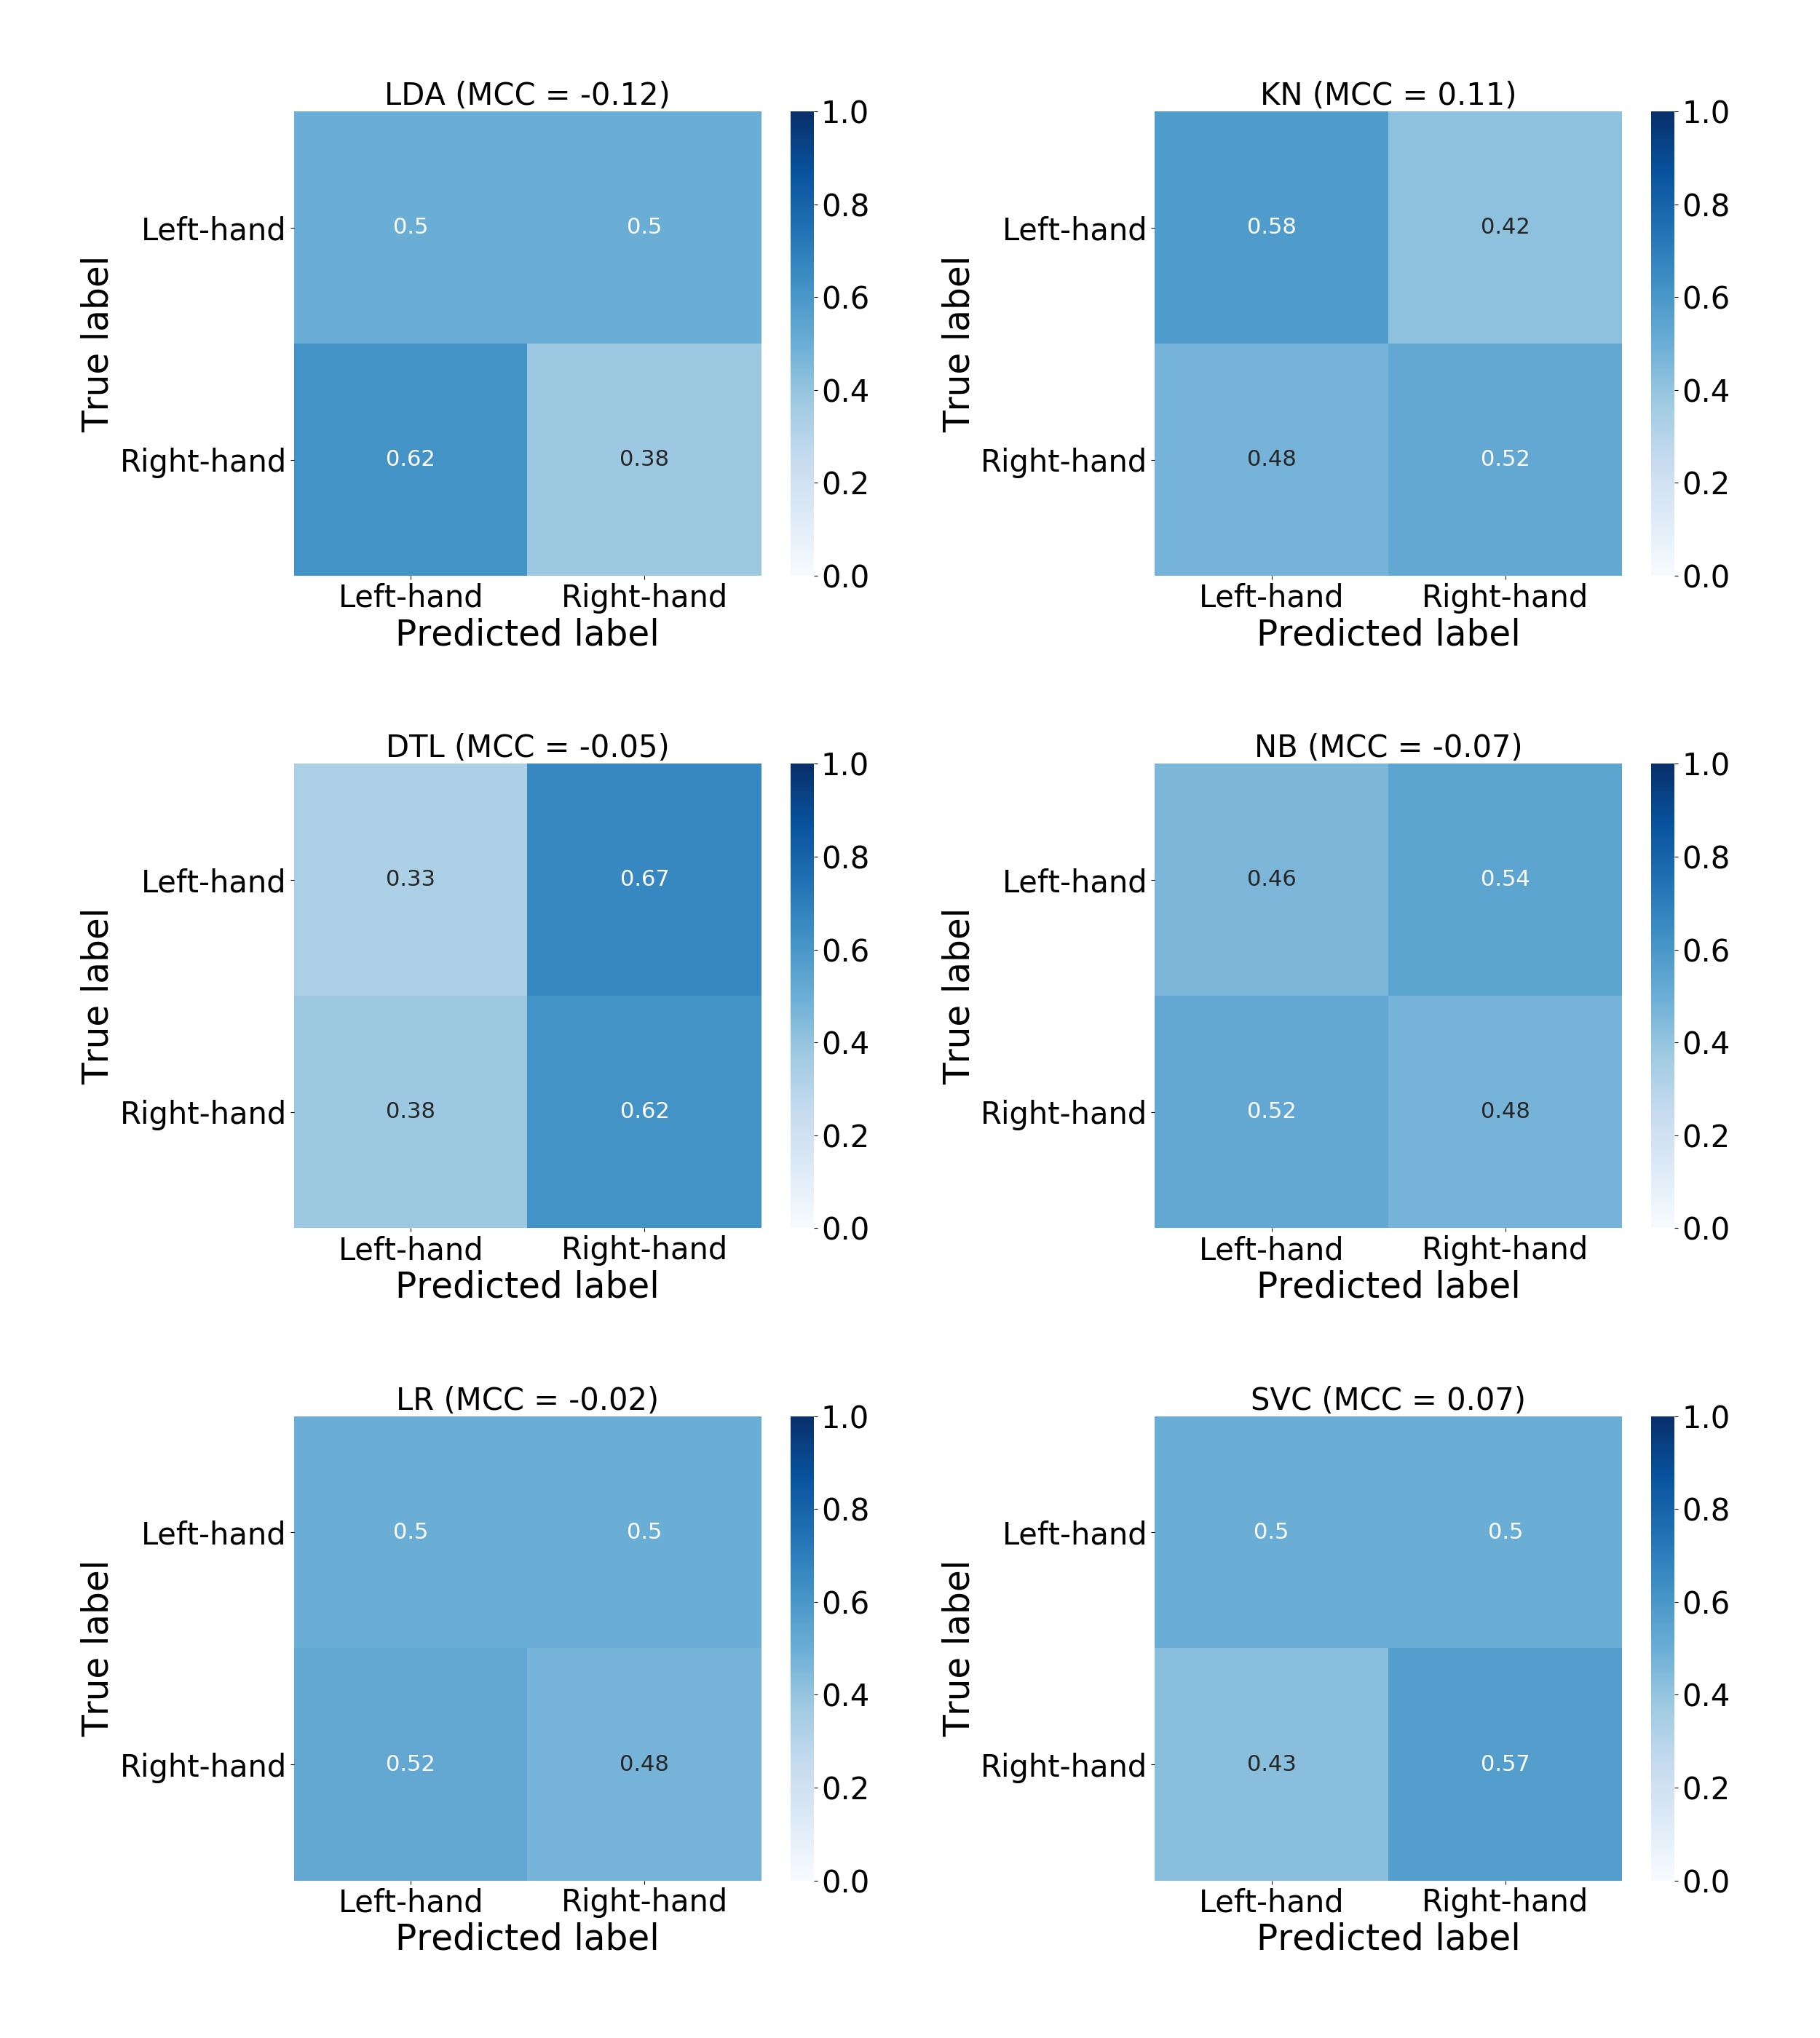 LDA (MCC = -0.12)
True label
Left-hand
0.5 0.5
Right-hand
0.62 0.38
Left-hand Right-hand
Predicted label
1.0
0.8
0.6
0.4
0.2
0.0
KN (MCC = 0.11)
True label
Left-hand
0.58 0.42
Right-hand
0.48 0.52
Left-hand Right-hand
Predicted label
1.0
0.8
0.6
0.4
0.2
0.0
DTL (MCC = -0.05)
True label
Left-hand
0.33 0.67
Right-hand
0.38 0.62
Left-hand Right-hand
Predicted label
1.0
0.8
0.6
0.4
0.2
0.0
NB (MCC = -0.07)
True label
Left-hand
0.46 0.54
Right-hand
0.52 0.48
Left-hand Right-hand
Predicted label
1.0
0.8
0.6
0.4
0.2
0.0
LR (MCC = -0.02)
True label
Left-hand
0.5 0.5
Right-hand
0.52 0.48
Left-hand Right-hand
Predicted label
1.0
0.8
0.6
0.4
0.2
0.0
SVC (MCC = 0.07)
True label
Left-hand
0.5 0.5
Right-hand
0.43 0.57
Left-hand Right-hand
Predicted label
1.0
0.8
0.6
0.4
0.2
0.0